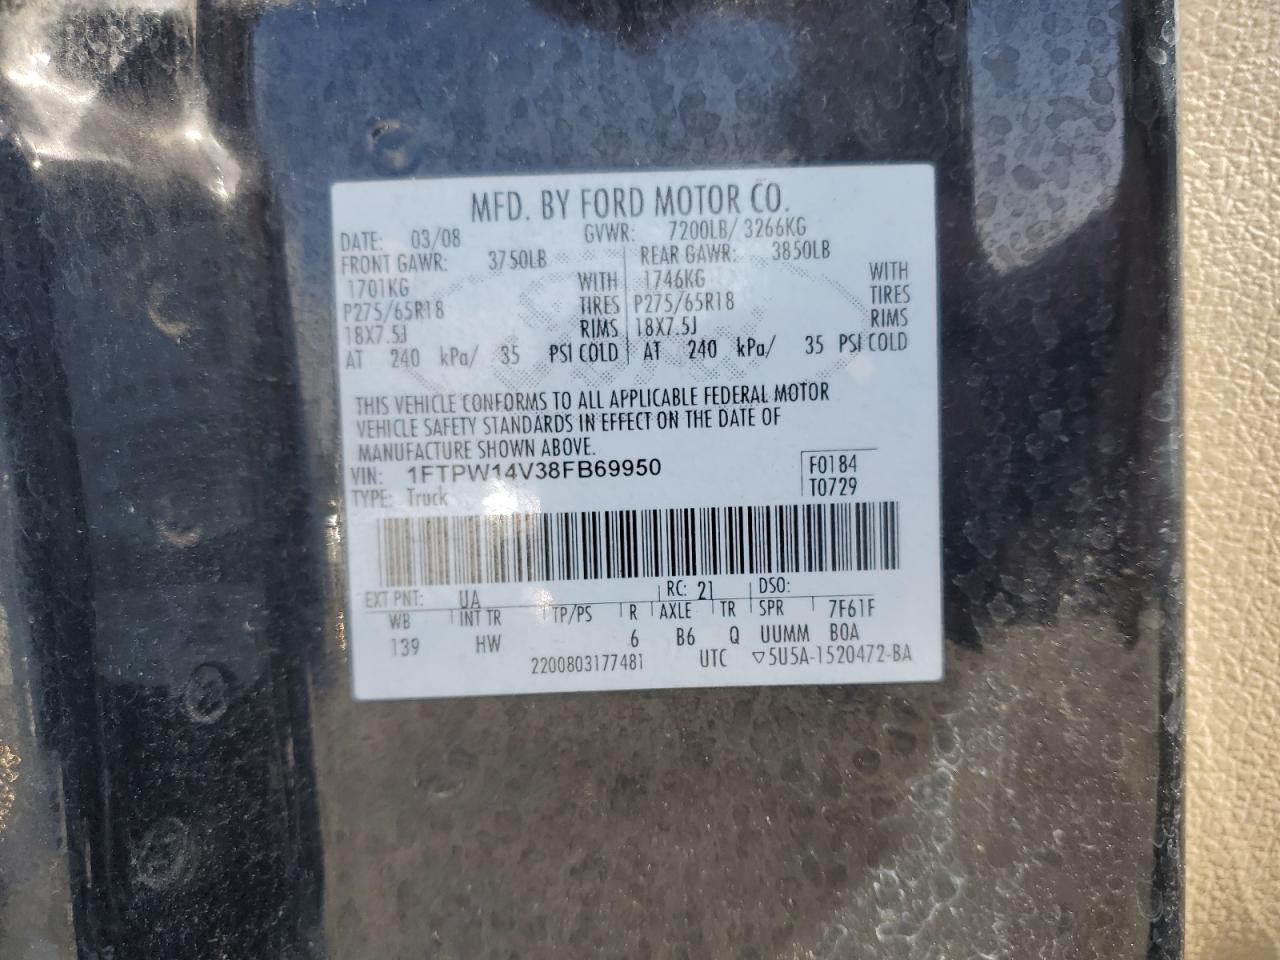 MFD. BY FORD MOTOR CO.
DATE: 03/08 GVWR: 7200LB/ 3266KG
FRONT GAWR: 3750LB REAR GAWR: 3850LB
1701KG WITH 1746KG WITH
P275/65R18 TIRES P275/65R18 TIRES
18X7.5J RIMS 18X7.5J RIMS
AT 240 kPa/ 35 PSI COLD AT 240 kPa/ 35 PSI COLD
THIS VEHICLE CONFORMS TO ALL APPLICABLE FEDERAL MOTOR
VEHICLE SAFETY STANDARDS IN EFFECT ON THE DATE OF
MANUFACTURE SHOWN ABOVE.
VIN: 1FTPW14V38FB69950 F0184
TYPE: Truck T0729
EXT PNT: UA RC: 21 DSO:
WB INT TR TP/PS R AXLE TR SPR 7F61F
139 HW 6 B6 Q UUMM BOA
2200803177481 UTC ▽5U5A-1520472-BA